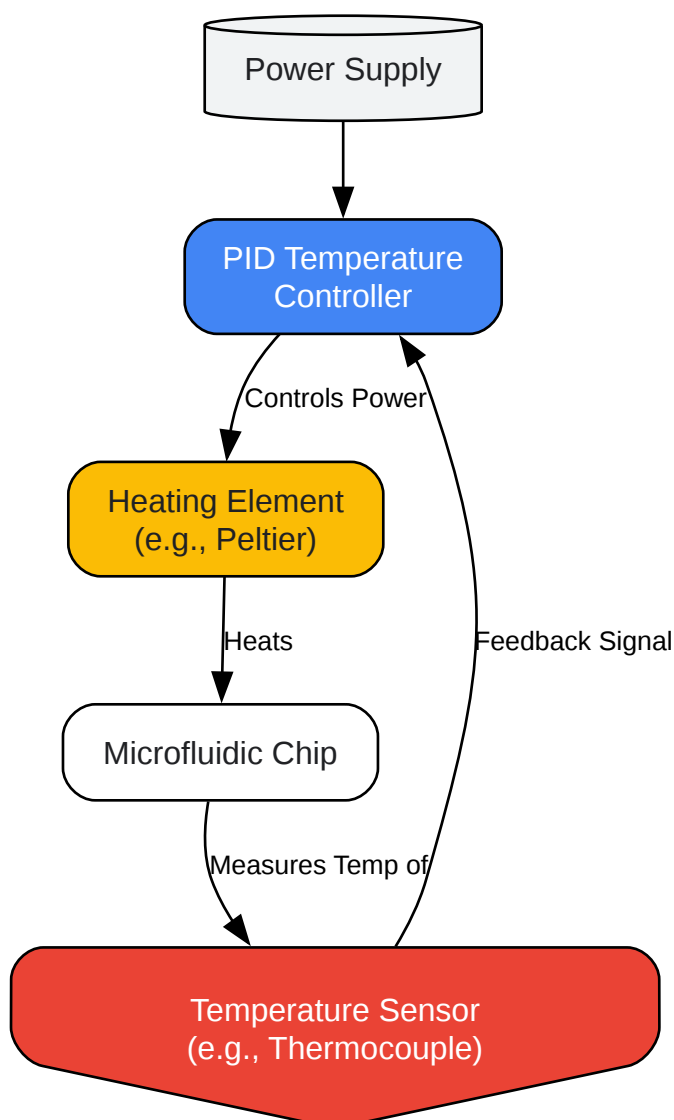 Power Supply
PID Temperature
Controller
Controls Power
Heating Element
(e.g., Peltier)
Heats
Feedback Signal
Microfluidic Chip
Measures Temp of
Temperature Sensor
(e.g., Thermocouple)